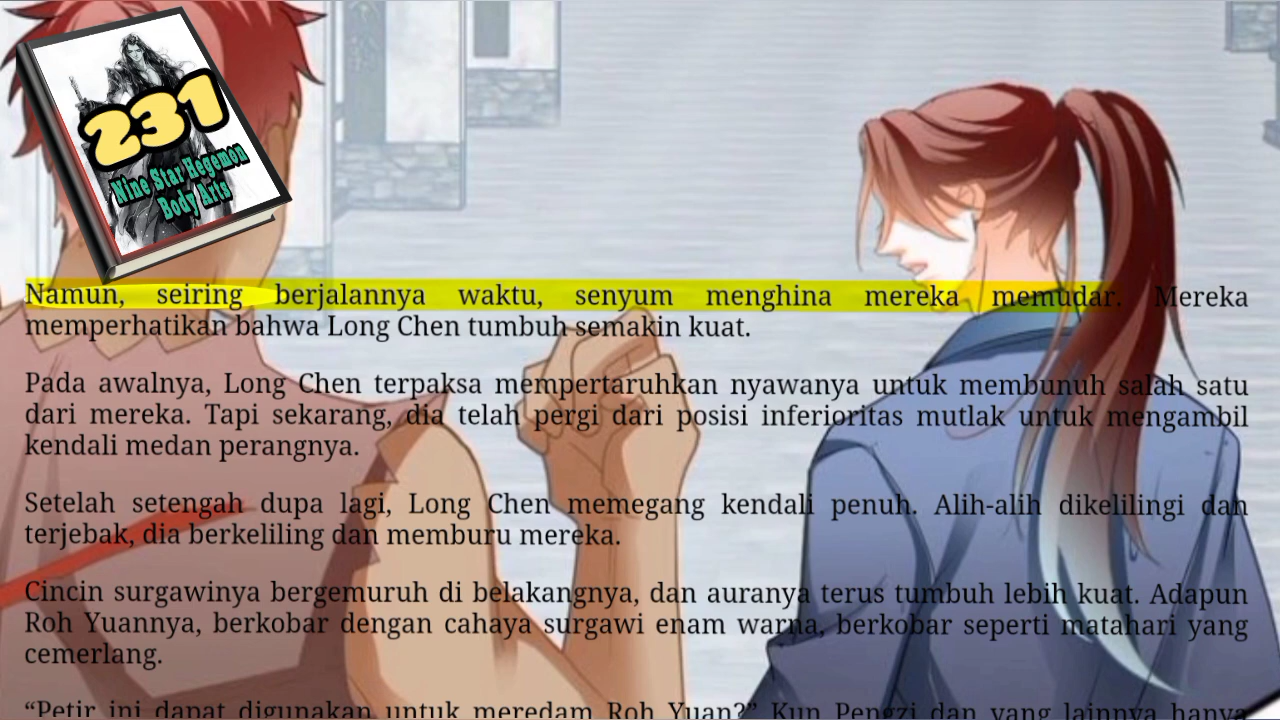 231
Nine Star Hegemon
Body Arts
Namun, seiring berjalannya waktu, senyum menghina mereka memudar. Mereka
memperhatikan bahwa Long Chen tumbuh semakin kuat.
Pada awalnya, Long Chen terpaksa mempertaruhkan nyawanya untuk membunuh salah satu
dari mereka. Tapi sekarang, dia telah pergi dari posisi inferioritas mutlak untuk mengambil
kendali medan perangnya.
Setelah setengah dupa lagi, Long Chen memegang kendali penuh. Alih-alih dikelilingi dan
terjebak, dia berkeliling dan memburu mereka.
Cincin surgawinya bergemuruh di belakangnya, dan auranya terus tumbuh lebih kuat. Adapun
Roh Yuannya, berkobar dengan cahaya surgawi enam warna, berkobar seperti matahari yang
cemerlang.
“Petir ini dapat digunakan untuk meredam Roh Yuan?” Kun Pengzi dan yang lainnya hanya